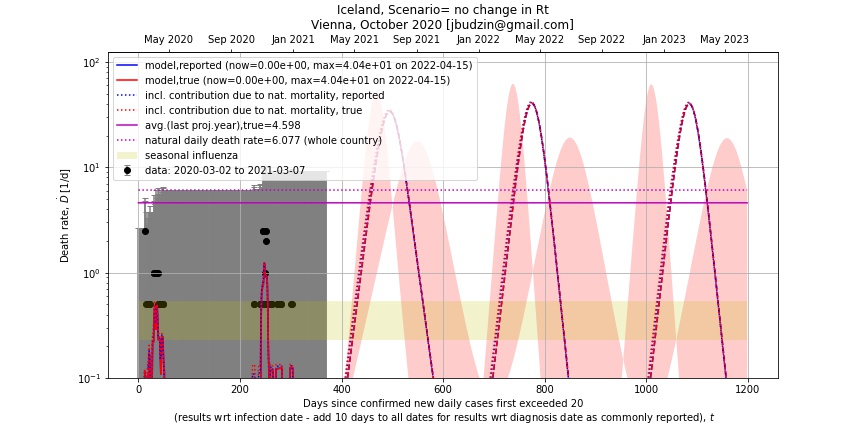 Iceland, Scenario= no change in Rt
Vienna, October 2020 [jbudzin@gmail.com]
May 2020 Sep 2020 Jan 2021 May 2021 Sep 2021 Jan 2022 May 2022 Sep 2022 Jan 2023 May 2023
model,reported (now=0.00e+00, max=4.04e+01 on 2022-04-15)
model,true (now=0.00e+00, max=4.04e+01 on 2022-04-15)
incl. contribution due to nat. mortality, reported
incl. contribution due to nat. mortality, true
avg.(last proj.year),true=4.598
natural daily death rate=6.077 (whole country)
seasonal influenza
data: 2020-03-02 to 2021-03-07
Death rate, D [1/d]
10² 
10¹
10⁰
10⁻¹
0 200 400 600 800 1000 1200
Days since confirmed new daily cases first exceeded 20
(results wrt infection date - add 10 days to all dates for results wrt diagnosis date as commonly reported), t